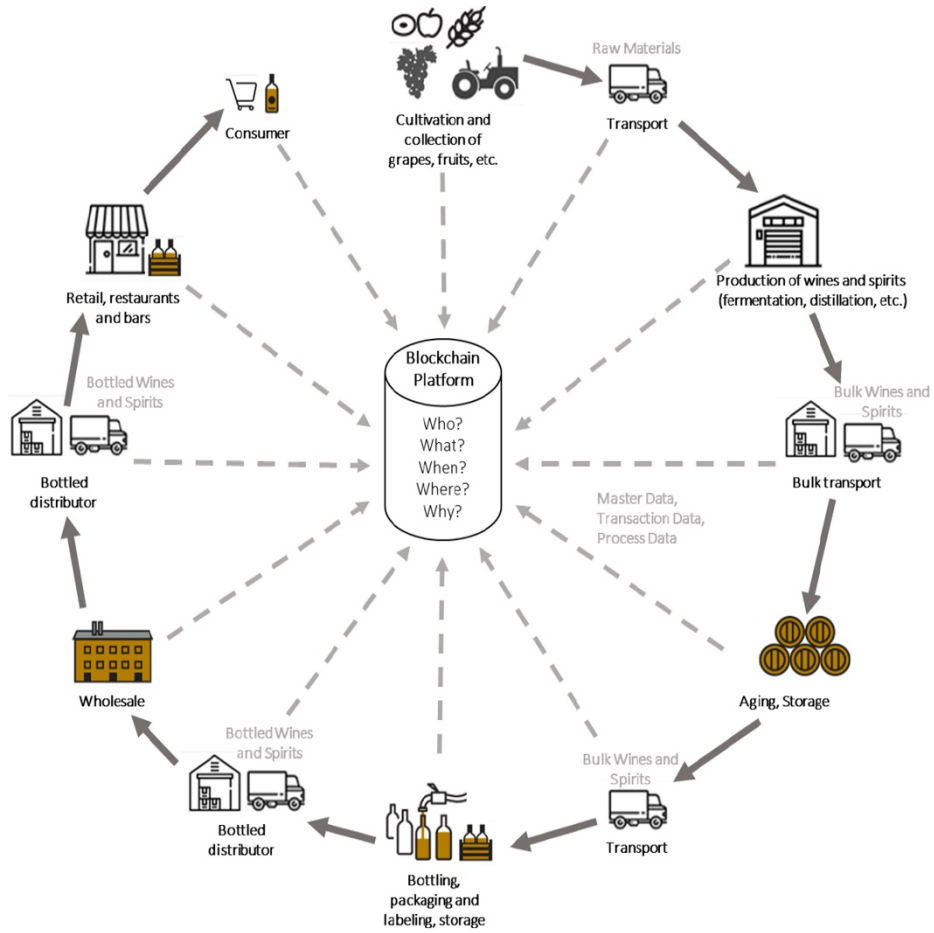 Raw Materials
Transport
Cultivation and
collection of
grapes, fruits, etc.
Consumer
Production of wines and spirits
(fermentation, distillation, etc.)
Retail, restaurants
and bars
Blockchain
Platform
Who?
What?
When?
Where?
Why?
Bottled Wines
and Spirits
Bottled
distributor
Bulk Wines and
Spirits
Bulk transport
Master Data,
Transaction Data,
Process Data
Wholesale
Aging, Storage
Bottled Wines
and Spirits
Bottled
distributor
Bulk Wines and
Spirits
Transport
Bottling,
packaging and
labeling, storage